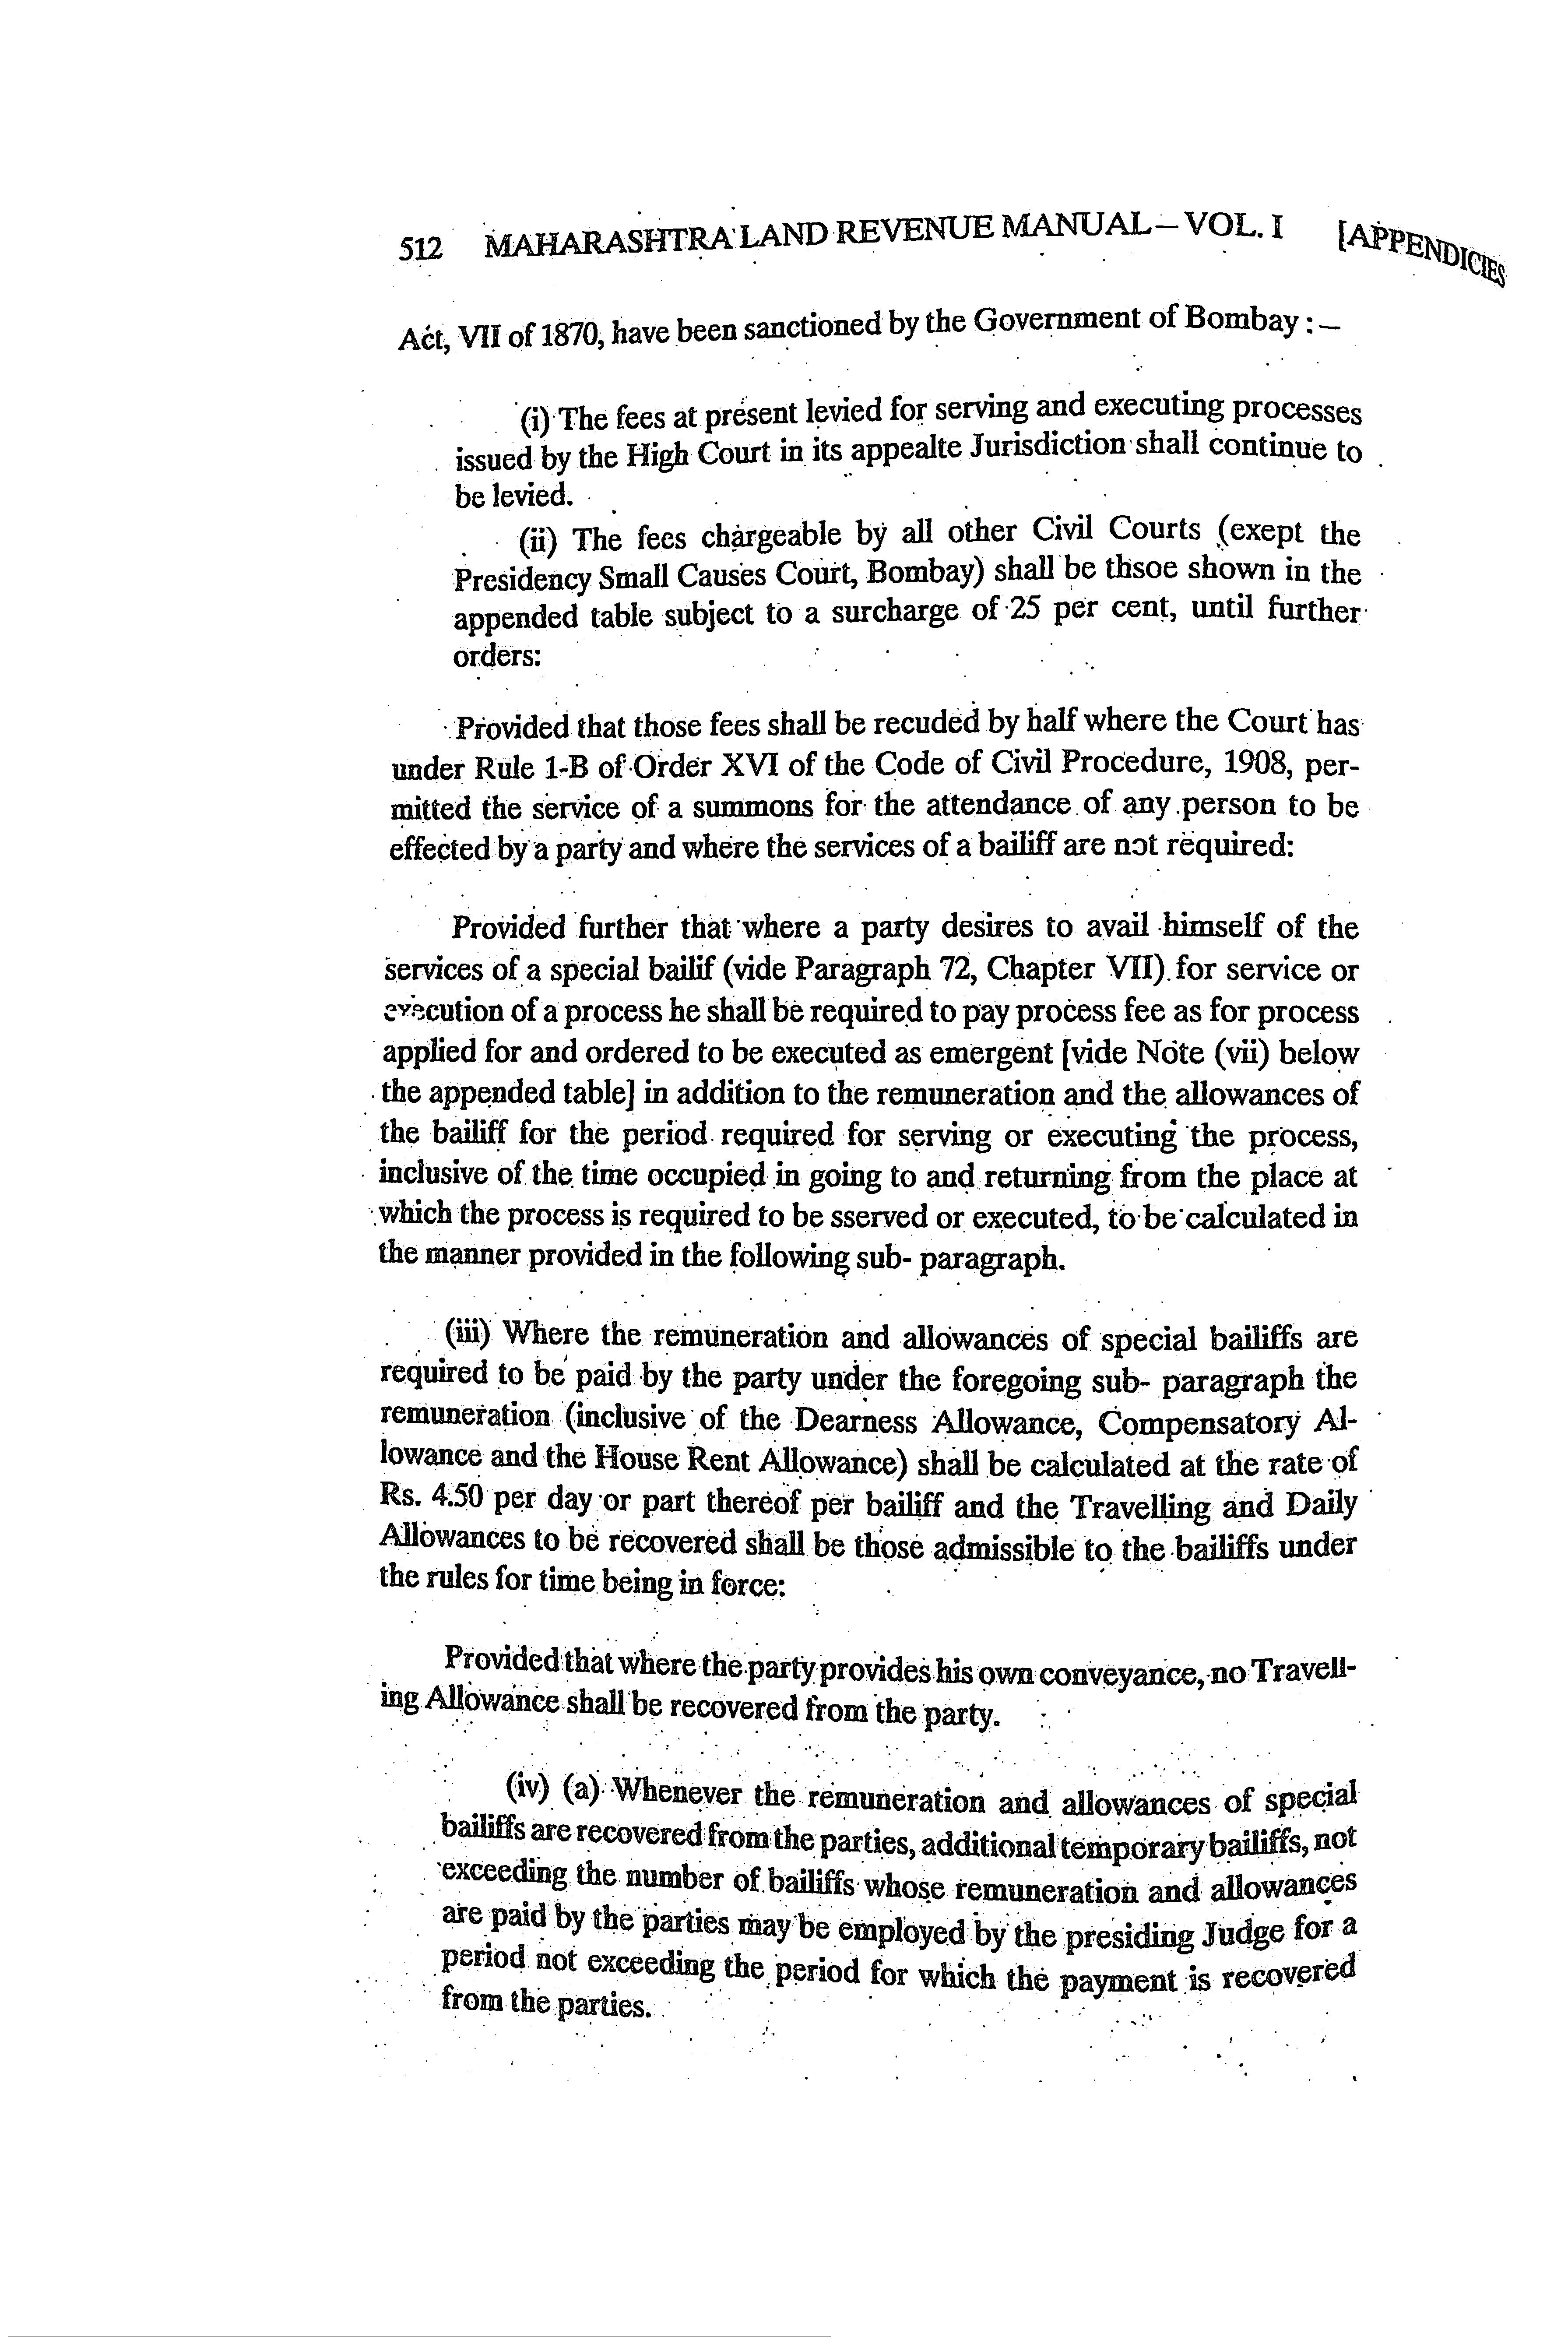 512 MAHARASHTRA LAND REVENUE MANUAL – VOL. I [APPENDICIES
Act, VII of 1870, have been sanctioned by the Government of Bombay : –
(i) The fees at present levied for serving and executing processes
issued by the High Court in its appealte Jurisdiction shall continue to
be levied.
(ii) The fees chargeable by all other Civil Courts (exept the
Presidency Small Causes Court, Bombay) shall be thsoe shown in the
appended table subject to a surcharge of 25 per cent, until further
orders:
Provided that those fees shall be recuded by half where the Court has
under Rule 1-B of Order XVI of the Code of Civil Procedure, 1908, per-
mitted the service of a summons for the attendance of any person to be
effected by a party and where the services of a bailiff are not required:
Provided further that where a party desires to avail himself of the
services of a special bailif (vide Paragraph 72, Chapter VII) for service or
execution of a process he shall be required to pay process fee as for process
applied for and ordered to be executed as emergent [vide Note (vii) below
the appended table] in addition to the remuneration and the allowances of
the bailiff for the period required for serving or executing the process,
inclusive of the time occupied in going to and returning from the place at
which the process is required to be sserved or executed, to be calculated in
the manner provided in the following sub- paragraph.
(iii) Where the remuneration and allowances of special bailiffs are
required to be paid by the party under the foregoing sub- paragraph the
remuneration (inclusive of the Dearness Allowance, Compensatory Al-
lowance and the House Rent Allowance) shall be calculated at the rate of
Rs. 4.50 per day or part thereof per bailiff and the Travelling and Daily
Allowances to be recovered shall be those admissible to the bailiffs under
the rules for time being in force:
Provided that where the party provides his own conveyance, no Travell-
ing Allowance shall be recovered from the party.
(iv) (a) Whenever the remuneration and allowances of special
bailiffs are recovered from the parties, additional temporary bailiffs, not
exceeding the number of bailiffs whose remuneration and allowances
are paid by the parties may be employed by the presiding Judge for a
period not exceeding the period for which the payment is recovered
from the parties.